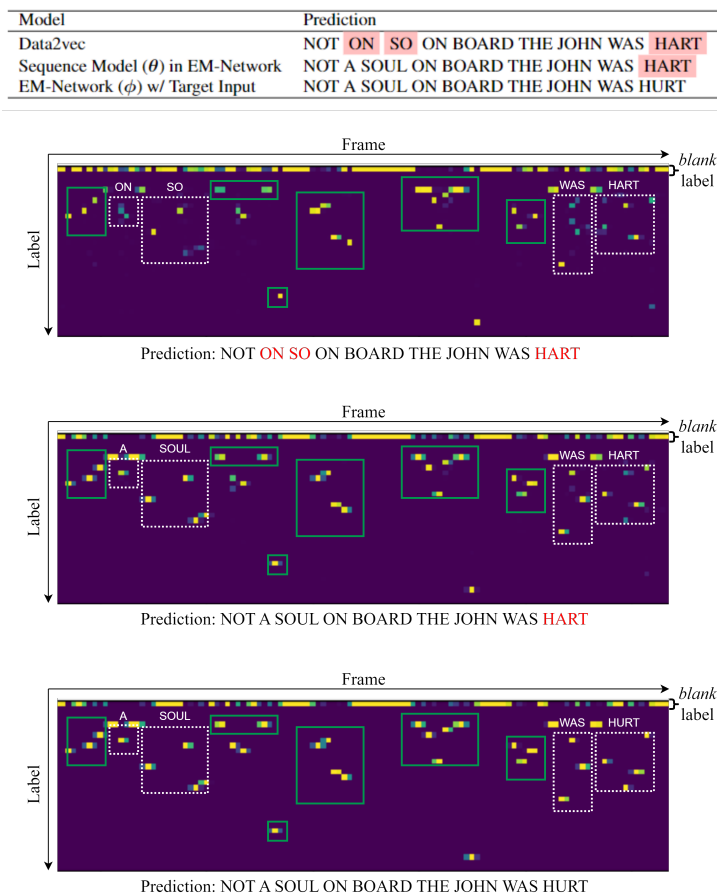 Model Prediction
Data2vec NOT ON SO ON BOARD THE JOHN WAS HART
Sequence Model (θ) in EM-Network NOT A SOUL ON BOARD THE JOHN WAS HART
EM-Network (ϕ) w/ Target Input NOT A SOUL ON BOARD THE JOHN WAS HURT
Frame
blank
label
ON SO WAS HART
Label
Prediction: NOT ON SO ON BOARD THE JOHN WAS HART
Frame
blank
label
A SOUL WAS HART
Label
Prediction: NOT A SOUL ON BOARD THE JOHN WAS HART
Frame
blank
label
A SOUL WAS HURT
Label
Prediction: NOT A SOUL ON BOARD THE JOHN WAS HURT